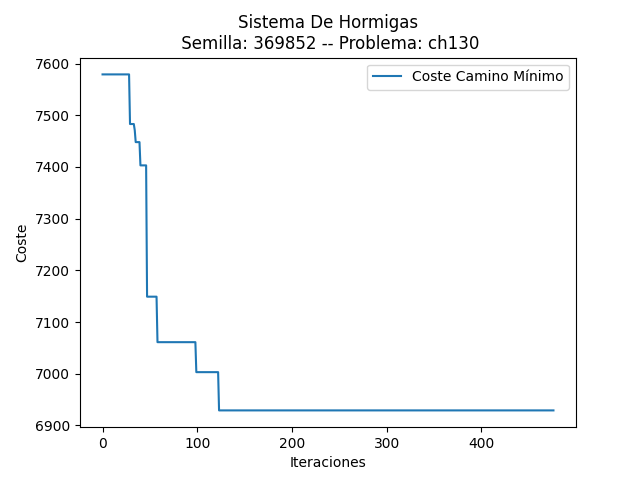 Sistema De Hormigas
Semilla: 369852 -- Problema: ch130
Coste Camino Mínimo
7600
7500
7400
7300
7200
7100
7000
6900
Coste
0 100 200 300 400
Iteraciones